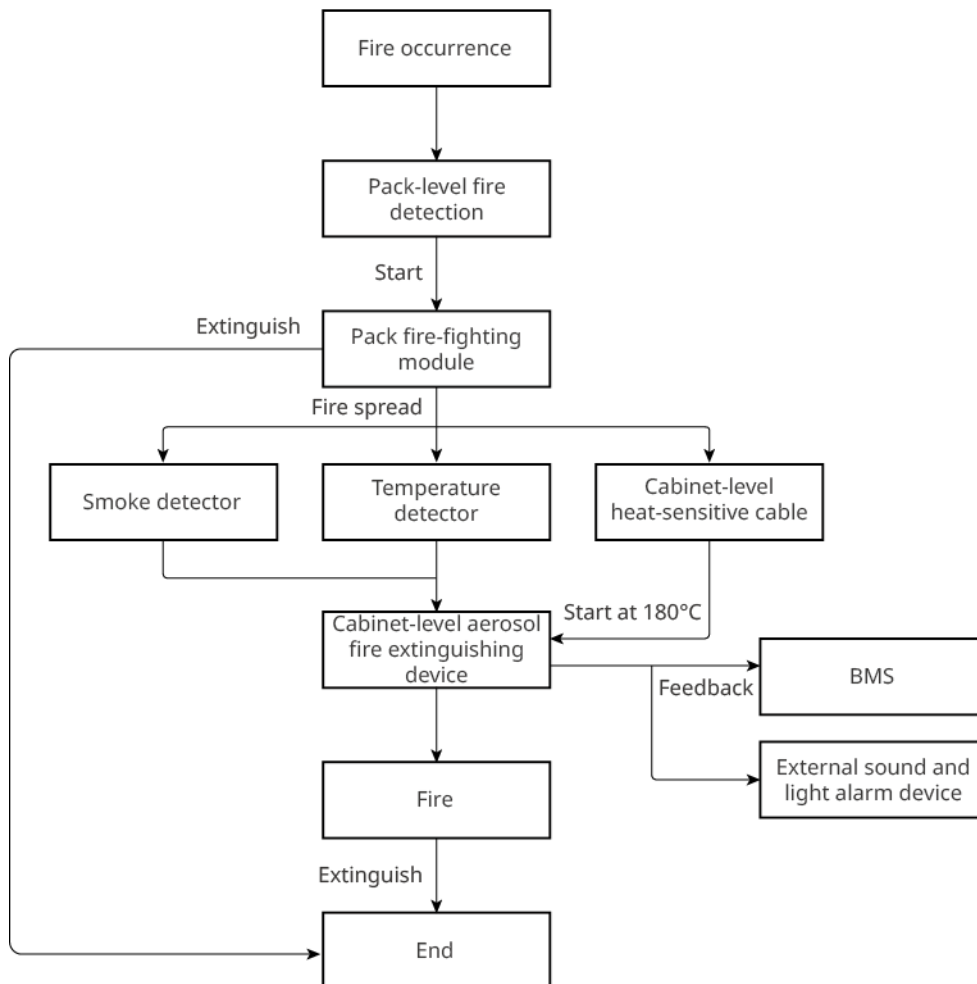 Fire occurrence
Pack-level fire
detection
Start
Extinguish
Pack fire-fighting
module
Fire spread
Smoke detector
Temperature
detector
Cabinet-level
heat-sensitive cable
Start at 180°C
Cabinet-level aerosol
fire extinguishing
device
Feedback
BMS
External sound and
light alarm device
Fire
Extinguish
End